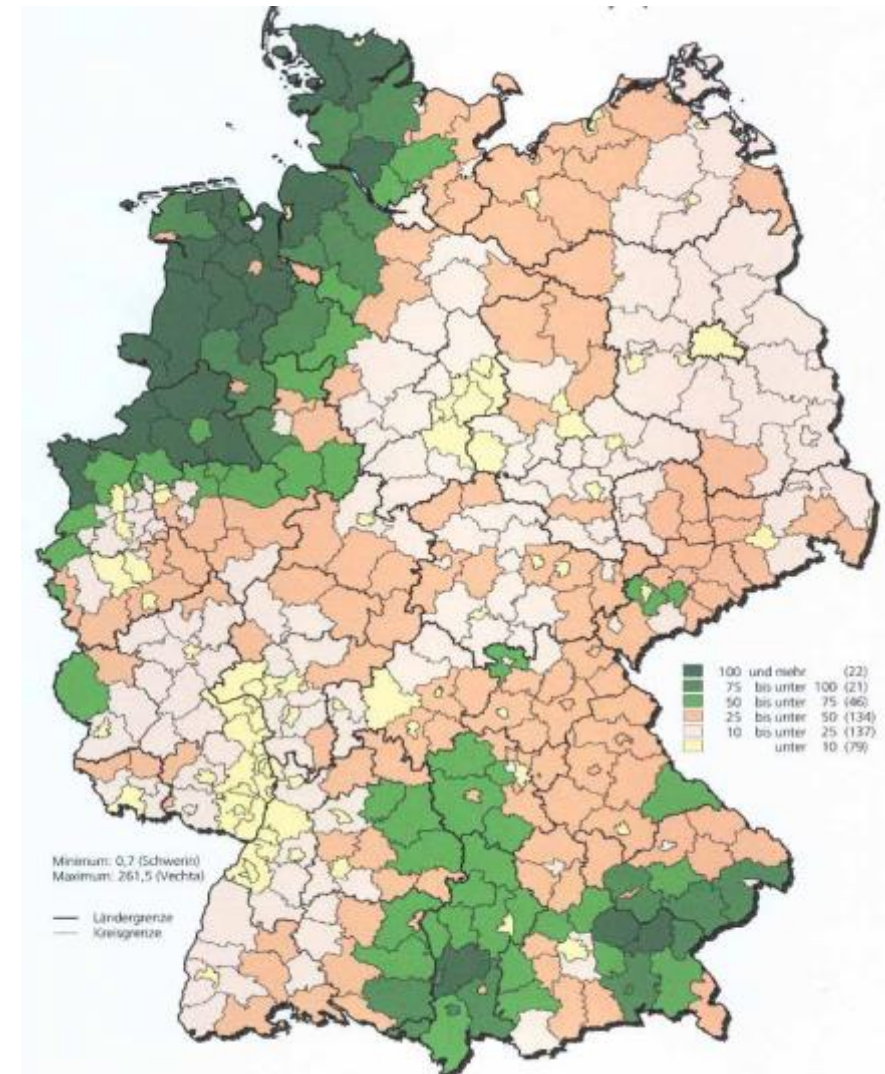 100 und mehr (22)
75 bis unter 100 (21)
50 bis unter 75 (46)
25 bis unter 50 (134)
10 bis unter 25 (137)
unter 10 (79)
Minimum: 0,7 (Schwerin)
Maximum: 261,5 (Vechta)
Ländergrenze
Kreisgrenze